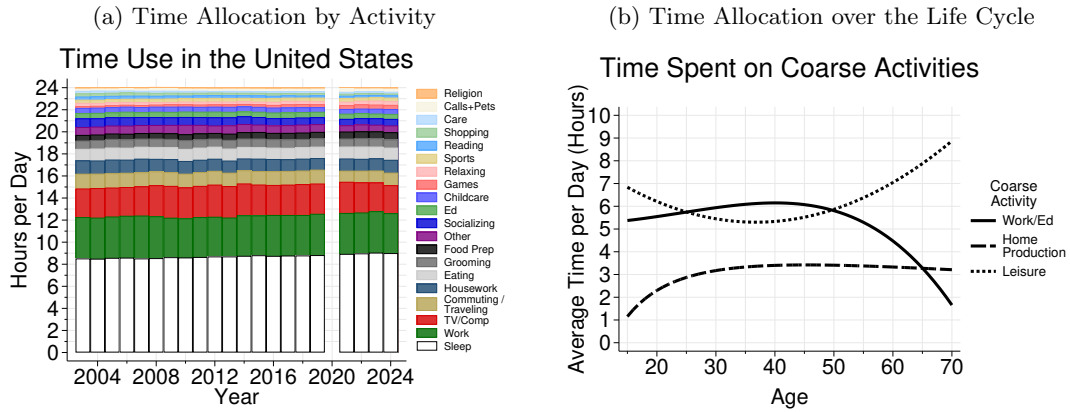 (a) Time Allocation by Activity
Time Use in the United States
Hours per Day
24
22
20
18
16
14
12
10
8
6
4
2
0
2004
2008
2012
2016
2020
2024
Year
Religion
Calls+Pets
Care
Shopping
Reading
Sports
Relaxing
Games
Childcare
Ed
Socializing
Other
Food Prep
Grooming
Eating
Housework
Commuting /
Traveling
TV/Comp
Work
Sleep
(b) Time Allocation over the Life Cycle
Time Spent on Coarse Activities
Average Time per Day (Hours)
10
9
8
7
6
5
4
3
2
1
0
20
30
40
50
60
70
Age
Coarse
Activity
Work/Ed
Home
Production
Leisure